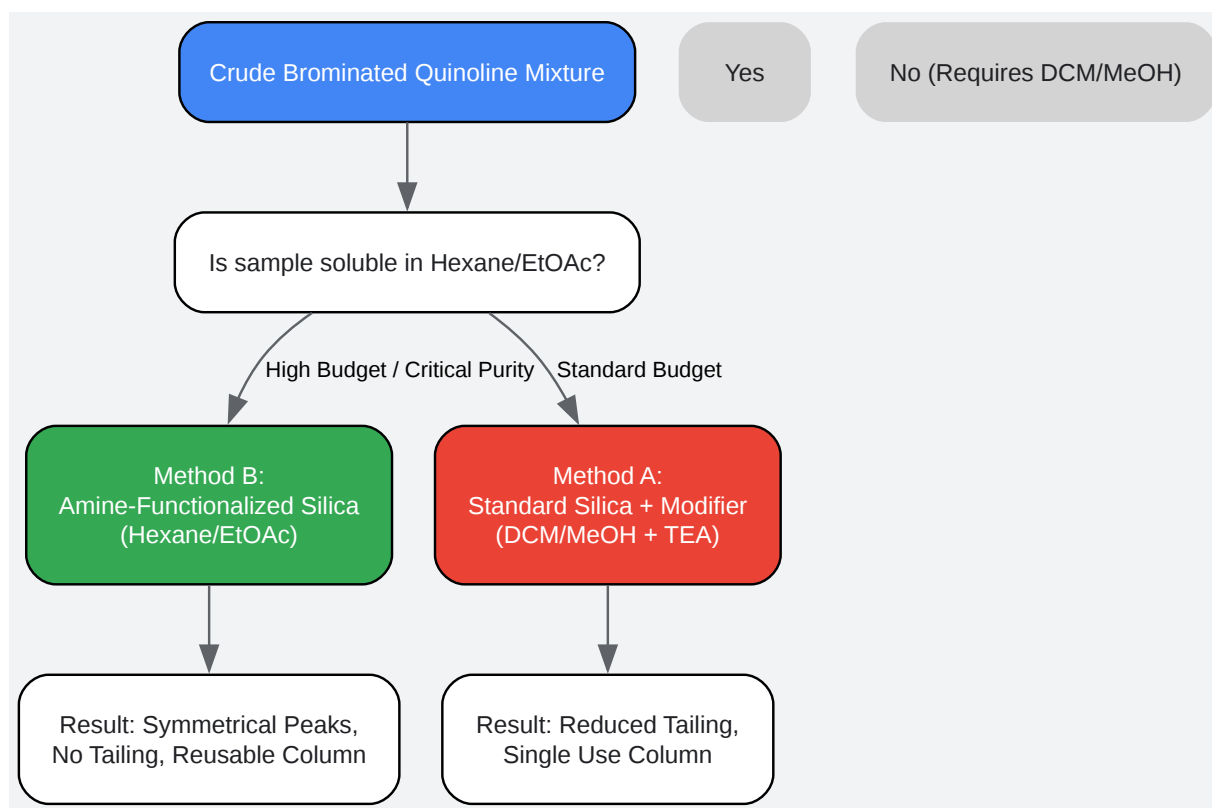 Crude Brominated Quinoline Mixture
Yes
No (Requires DCM/MeOH)
Is sample soluble in Hexane/EtOAc?
High Budget / Critical Purity
Standard Budget
Method B:
Amine-Functionalized Silica
(Hexane/EtOAc)
Method A:
Standard Silica + Modifier
(DCM/MeOH + TEA)
Result: Symmetrical Peaks,
No Tailing, Reusable Column
Result: Reduced Tailing,
Single Use Column